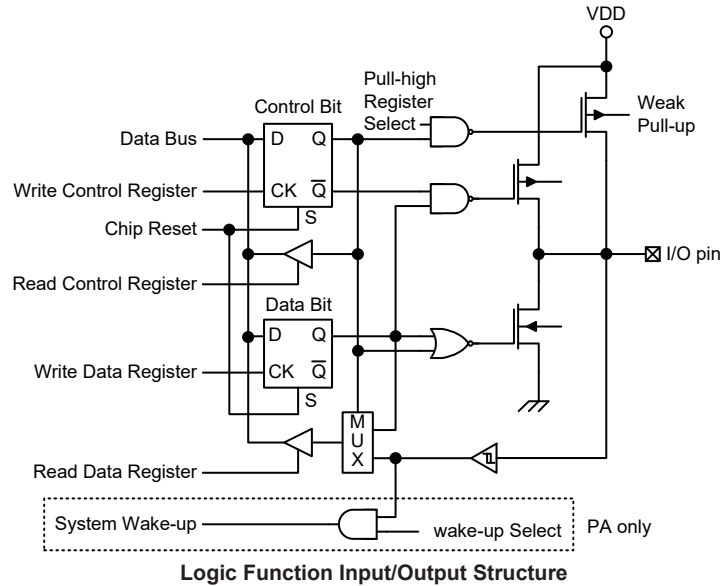 VDD
Pull-high
Register
Select
Control Bit
Weak
Pull-up
Data Bus
D
Q
Write Control Register
CK
Q
S
Chip Reset
I/O pin
Read Control Register
Data Bit
D
Q
Write Data Register
CK
Q
S
M
U
X
Read Data Register
System Wake-up
wake-up Select
PA only
Logic Function Input/Output Structure